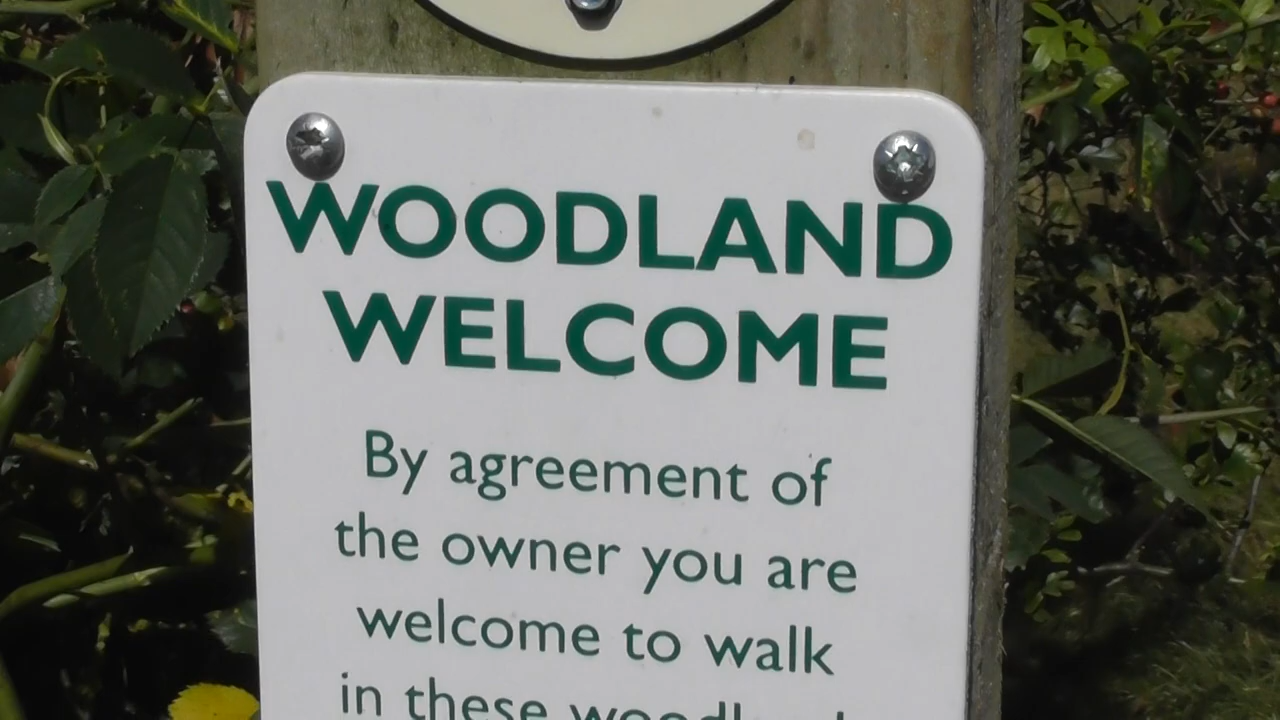 WOODLAND
WELCOME
By agreement of
the owner you are
welcome to walk
in these